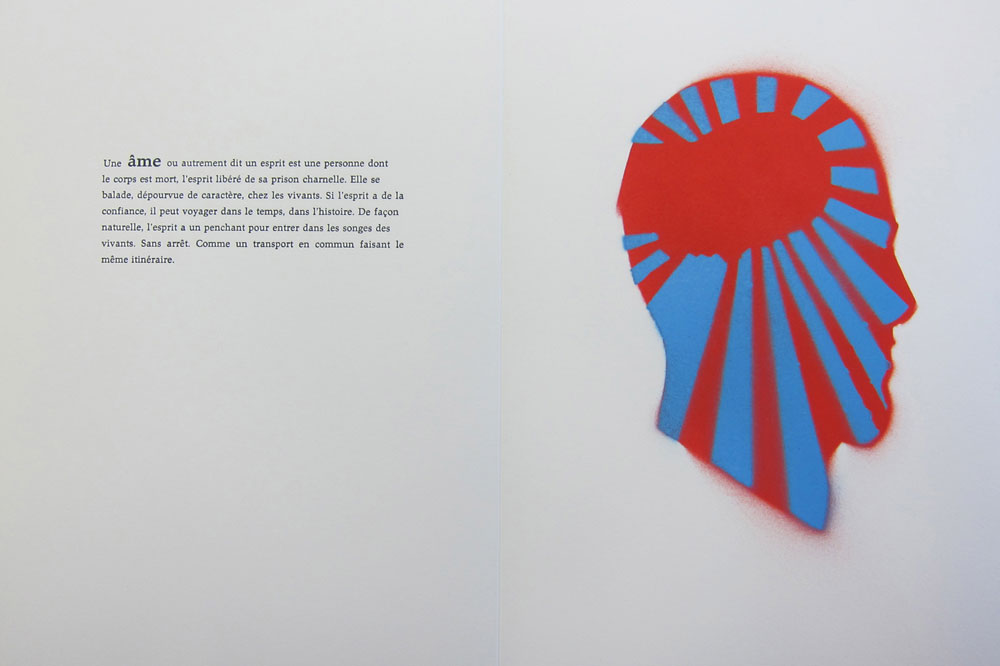 Une âme ou autrement dit un esprit est une personne dont
le corps est mort, l'esprit libéré de sa prison charnelle. Elle se
balade, dépourvue de caractère, chez les vivants. Si l'esprit a de la
confiance, il peut voyager dans le temps, dans l'histoire. De façon
naturelle, l'esprit a un penchant pour entrer dans les songes des
vivants. Sans arrêt. Comme un transport en commun faisant le
même itinéraire.